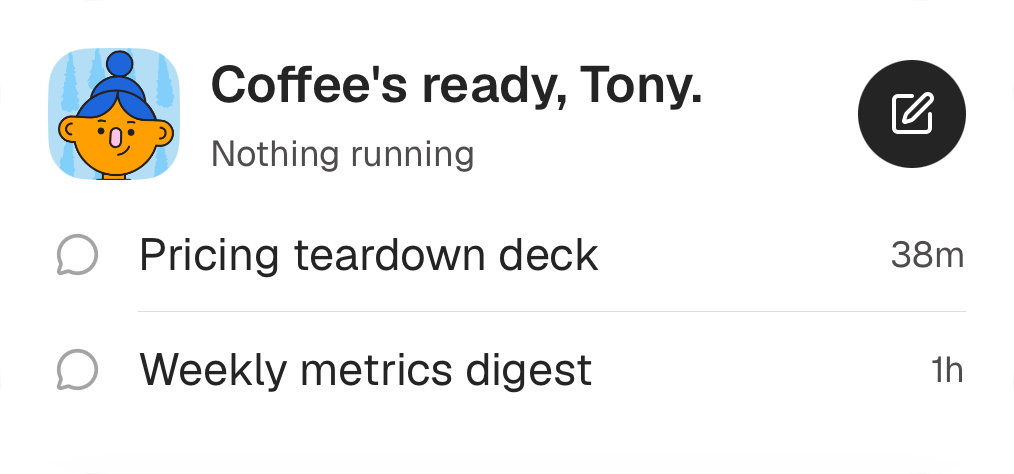 Coffee's ready, Tony.
Nothing running
Pricing teardown deck 38m
Weekly metrics digest 1h